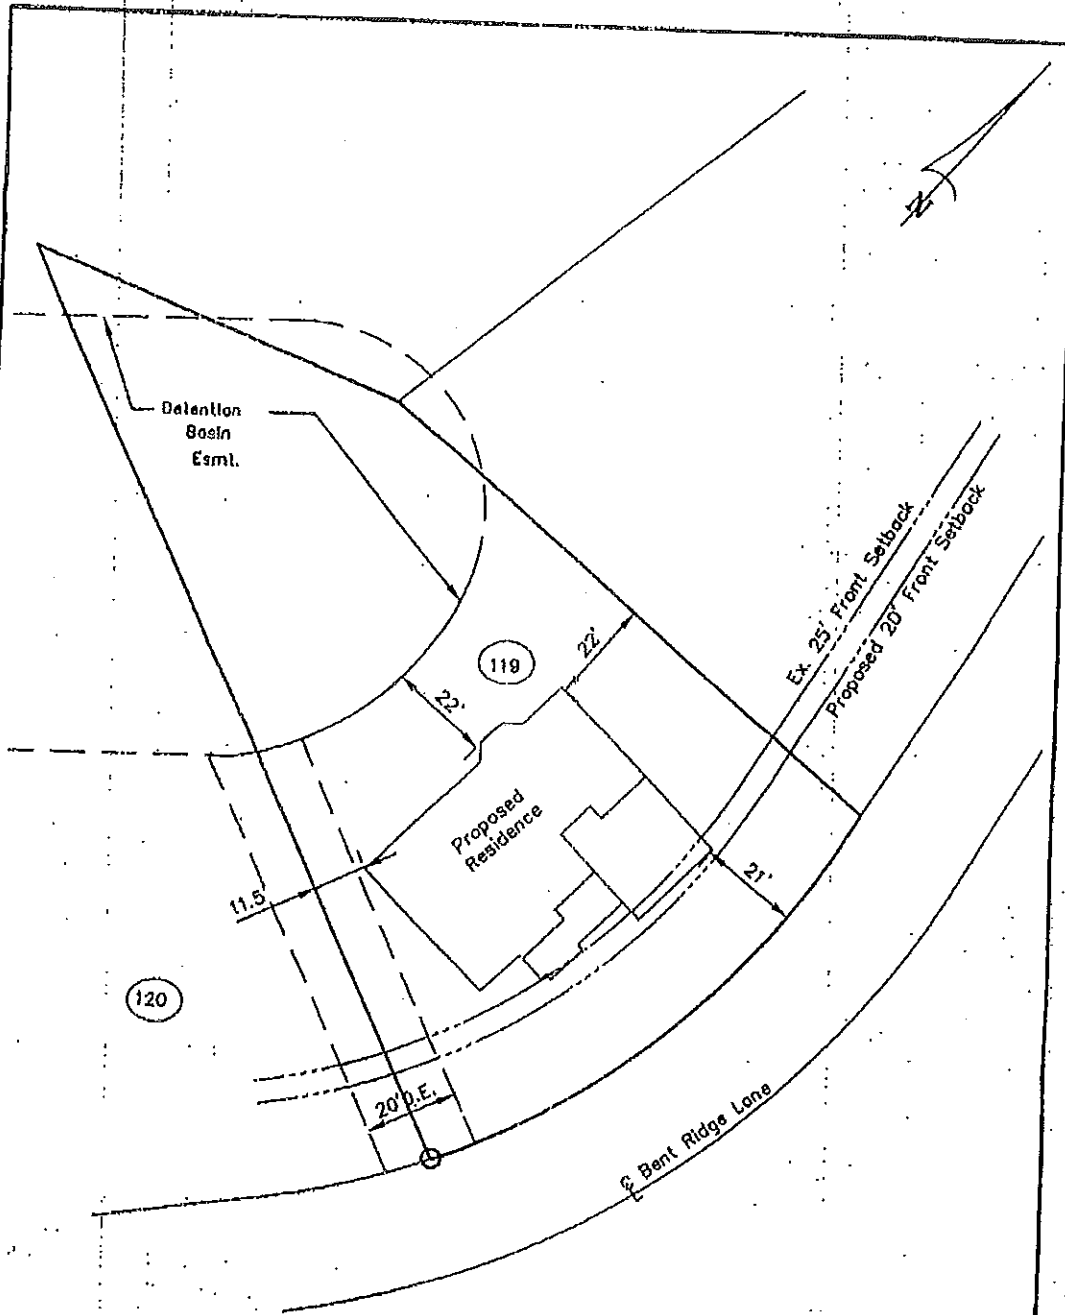 N
Detention
Basin
Esmt.
Ex. 25' Front Setback
Proposed 20' Front Setback
119
22'
22'
Proposed
Residence
21'
11.5'
120
20' D.E.
℄ Bent Ridge Lane